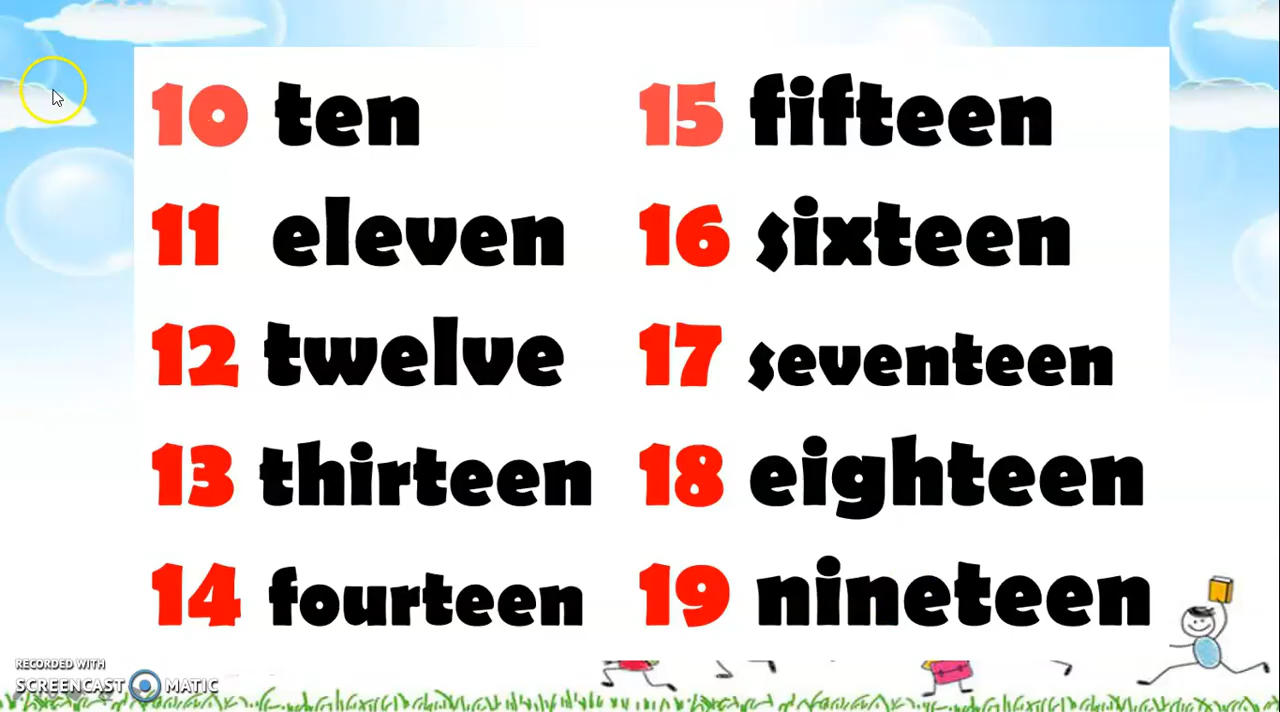 10 ten
11 eleven
12 twelve
13 thirteen
14 fourteen
15 fifteen
16 sixteen
17 seventeen
18 eighteen
19 nineteen
RECORDED WITH
SCREENCAST MATIC